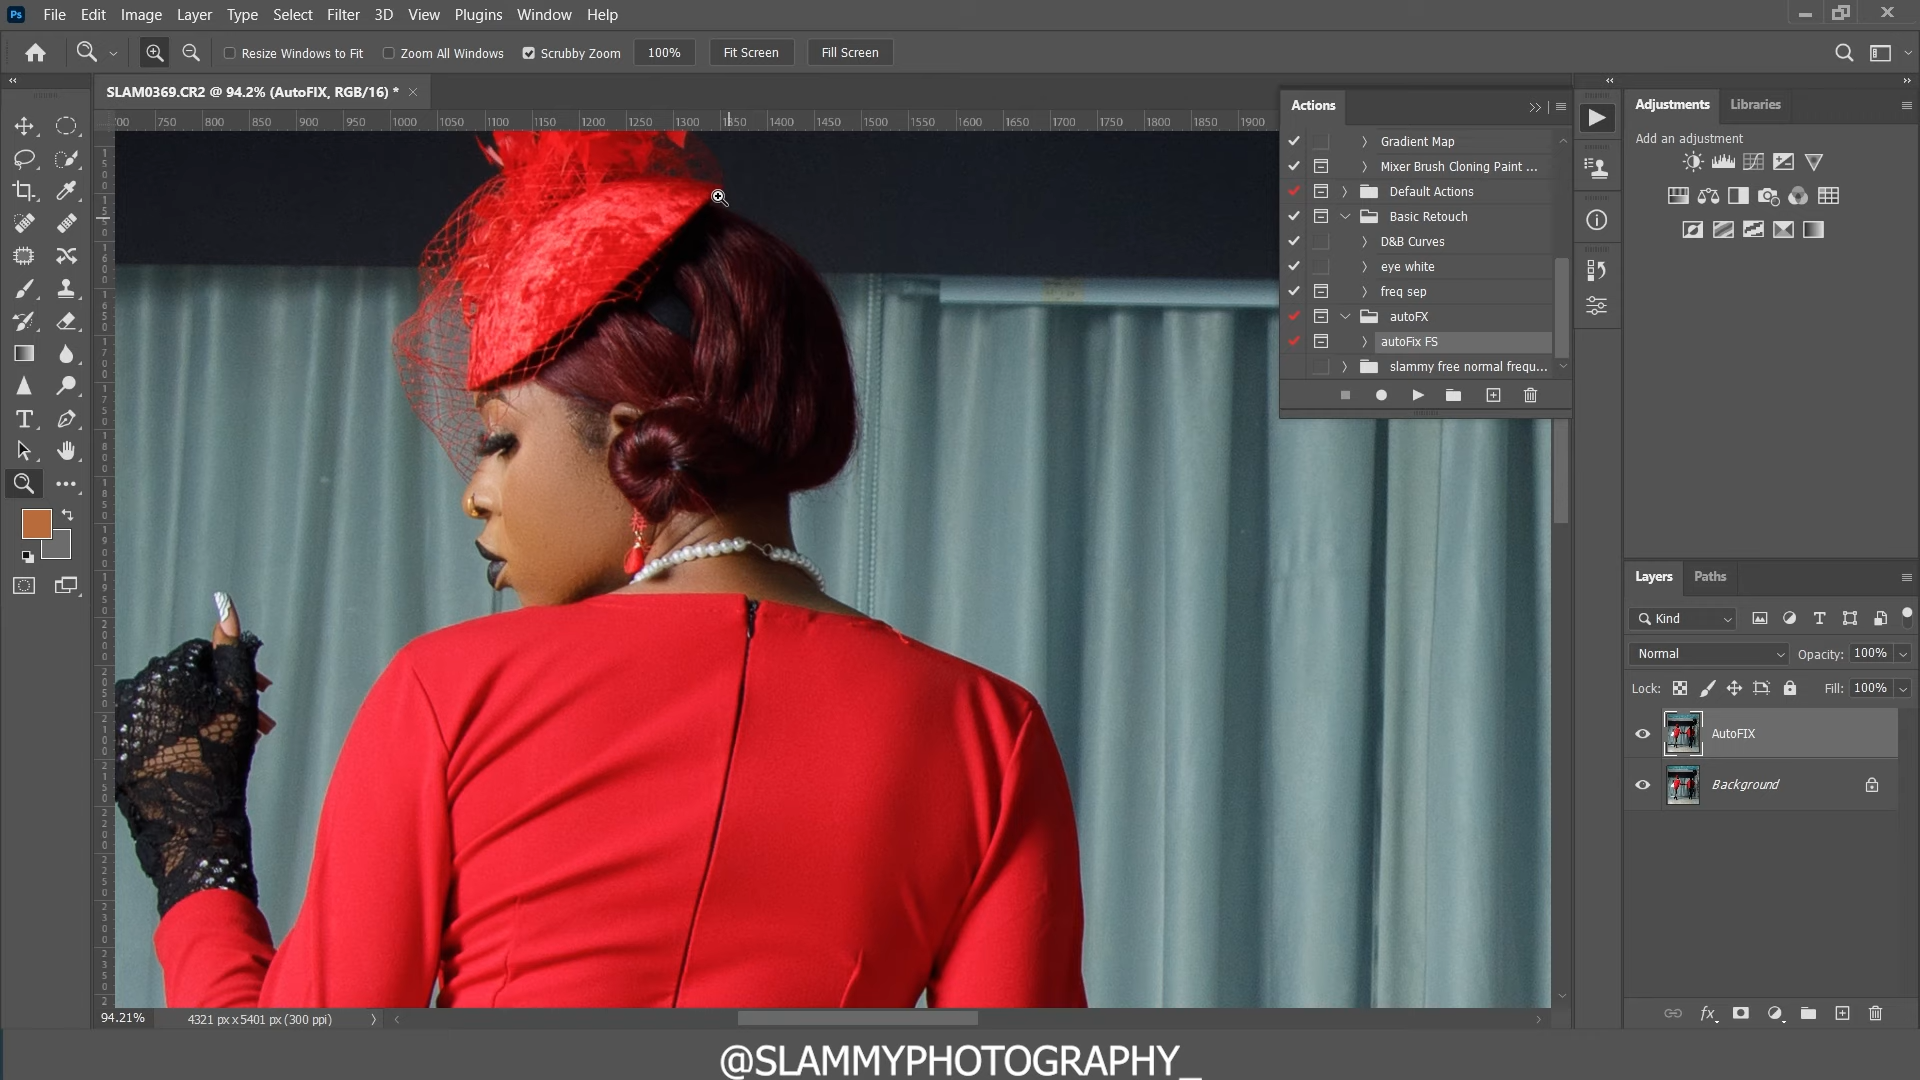 Ps File Edit Image Layer Type Select Filter 3D View Plugins Window Help
Resize Windows to Fit Zoom All Windows Scrubby Zoom 100% Fit Screen Fill Screen
SLAM0369.CR2 @ 94.2% (AutoFIX, RGB/16) *
750 800 850 900 950 1000 1050 1100 1150 1200 1250 1300 1350 1400 1450 1500 1550 1600 1650 1700 1750 1800 1850 1900
Actions
Gradient Map
Mixer Brush Cloning Paint ...
Default Actions
Basic Retouch
D&B Curves
eye white
freq sep
autoFX
autoFix FS
slammy free normal frequ...
Adjustments Libraries
Add an adjustment
Layers Paths
Kind
Normal Opacity: 100%
Lock: Fill: 100%
AutoFIX
Background
94.21% 4321 px x 5401 px (300 ppi)
@SLAMMYPHOTOGRAPHY_